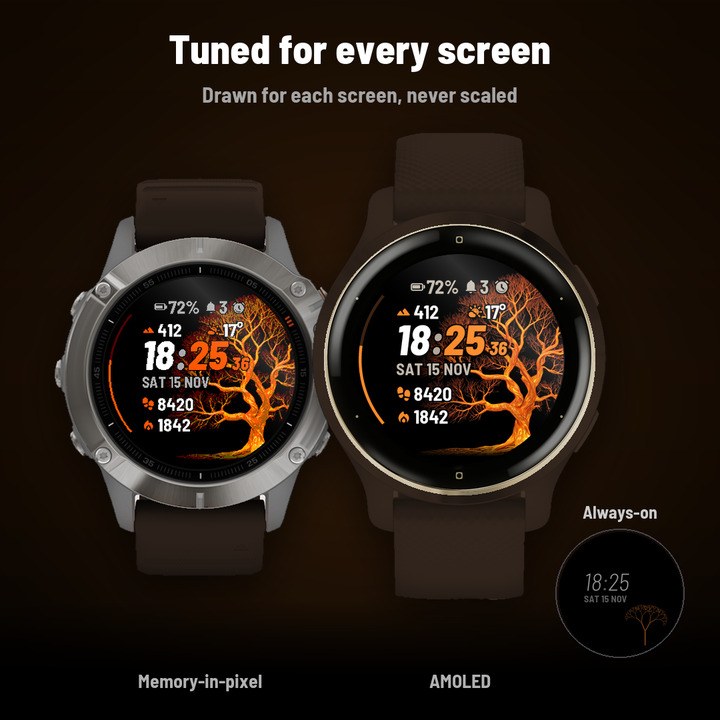 Tuned for every screen
Drawn for each screen, never scaled
72% 3
412 17°
18:25 36
SAT 15 NOV
8420
1842
72% 3
412 17°
18:25 36
SAT 15 NOV
8420
1842
Always-on
18:25
SAT 15 NOV
Memory-in-pixel
AMOLED